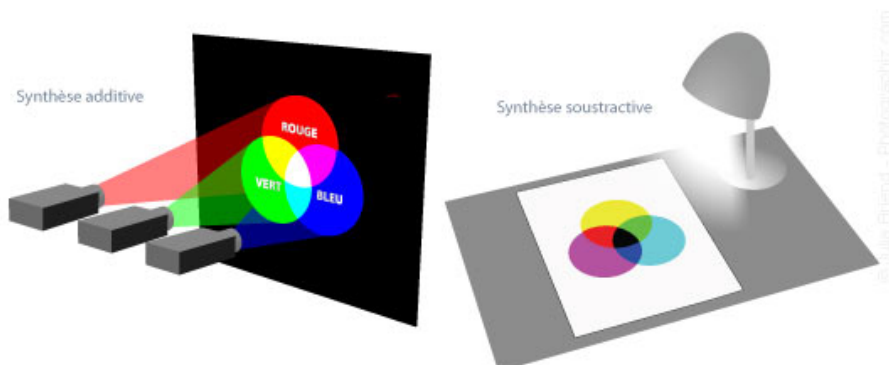 Synthèse additive
ROUGE
VERT
BLEU
Synthèse soustractive